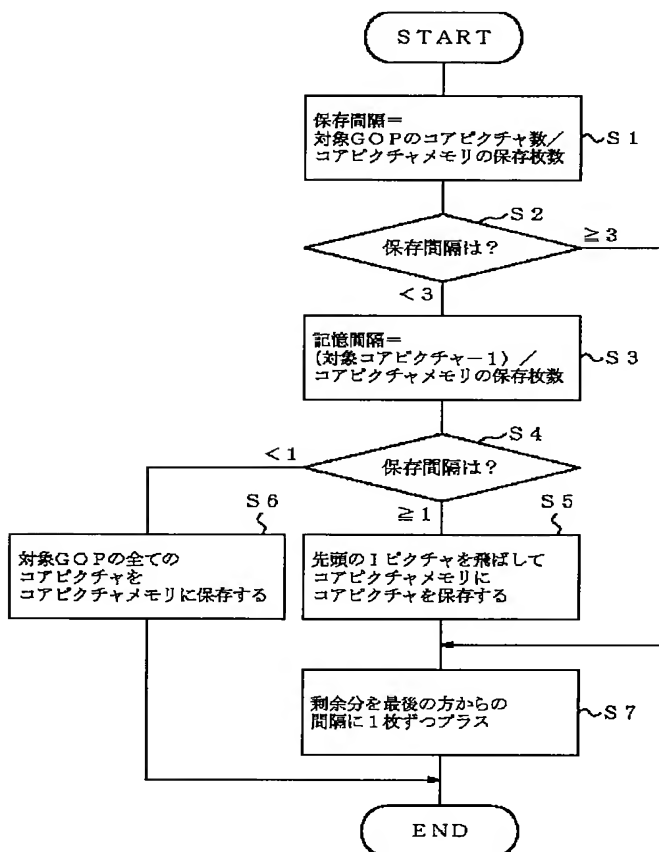 START
保存間隔=
対象GOPのコアピクチャ数/
コアピクチャメモリの保存枚数
S1
S2
保存間隔は?
≧3
<3
記憶間隔=
(対象コアピクチャ-1)/
コアピクチャメモリの保存枚数
S3
S4
保存間隔は?
<1
≧1
S6
対象GOPの全ての
コアピクチャを
コアピクチャメモリに保存する
S5
先頭のIピクチャを飛ばして
コアピクチャメモリに
コアピクチャを保存する
剰余分を最後の方からの
間隔に1枚ずつプラス
S7
END